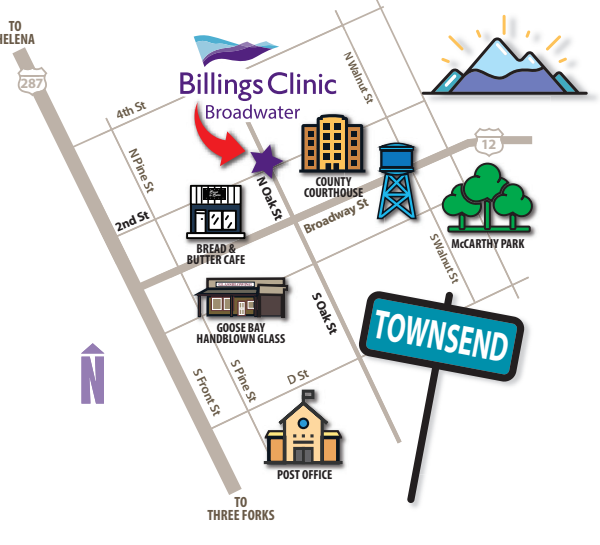 TO
HELENA
287
4th St
N Pine St
2nd St
Billings Clinic
Broadwater
N Walnut St
12
COUNTY
COURTHOUSE
N Oak St
Broadway St
BREAD &
BUTTER CAFE
McCARTHY PARK
S Walnut St
GOOSE BAY
HANDBLOWN GLASS
S Oak St
TOWNSEND
N
S Front St
S Pine St
D St
POST OFFICE
TO
THREE FORKS